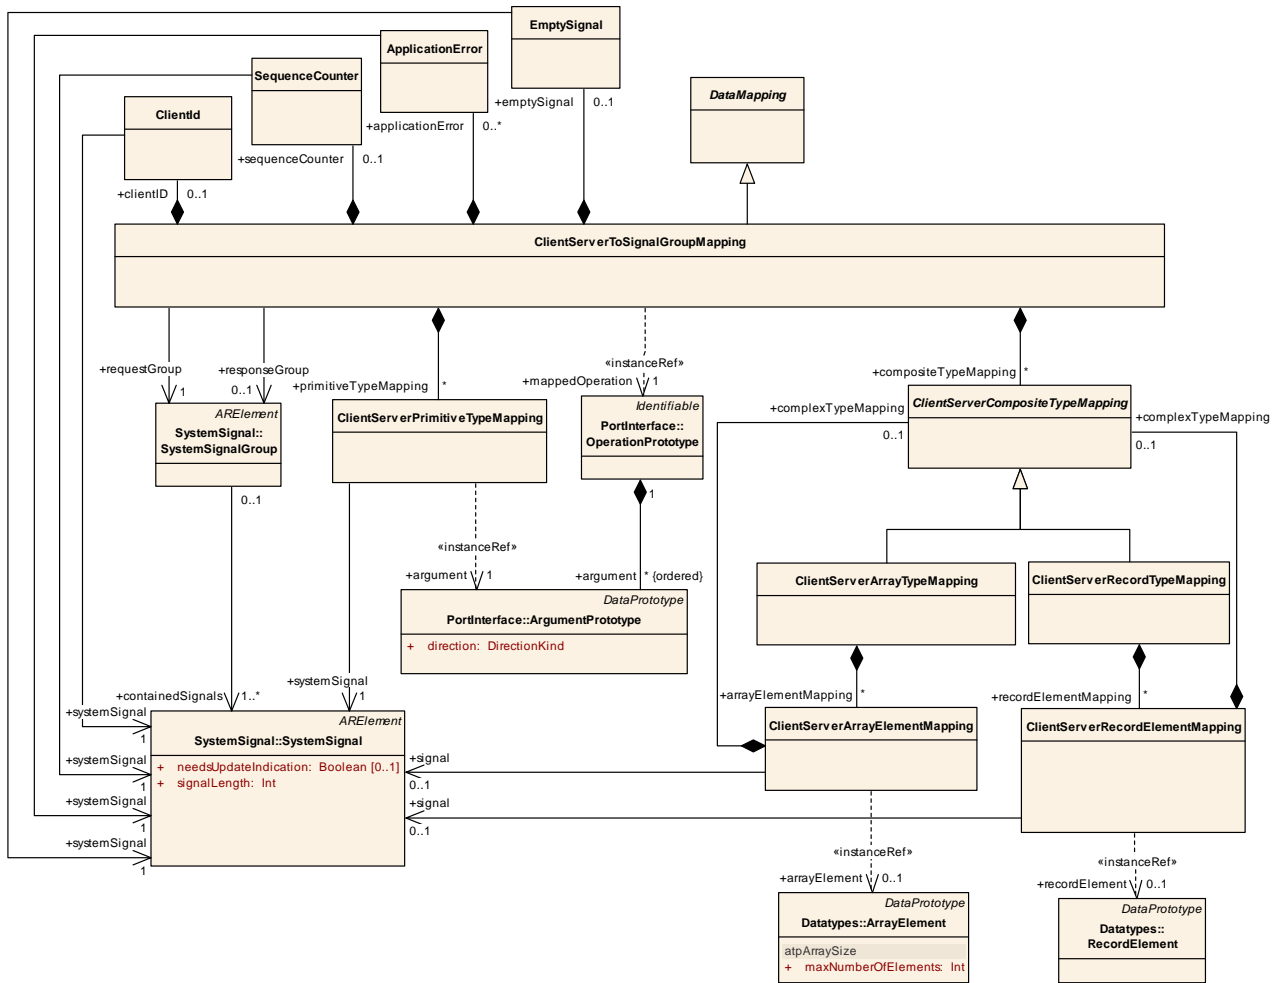 EmptySignal
ApplicationError
SequenceCounter
ClientId
DataMapping
+emptySignal 0..1
+applicationError 0..*
+sequenceCounter 0..1
+clientID 0..1
ClientServerToSignalGroupMapping
+requestGroup 1
+responseGroup 0..1
+primitiveTypeMapping *
«instanceRef»
+mappedOperation 1
+compositeTypeMapping *
ARElement
SystemSignal::
SystemSignalGroup
0..1
ClientServerPrimitiveTypeMapping
Identifiable
PortInterface::
OperationPrototype
1
ClientServerCompositeTypeMapping
+complexTypeMapping
0..1
+complexTypeMapping
0..1
«instanceRef»
+argument 1
+argument * {ordered}
DataPrototype
PortInterface::ArgumentPrototype
+ direction: DirectionKind
ClientServerArrayTypeMapping
ClientServerRecordTypeMapping
+containedSignals 1..*
+systemSignal 1
+arrayElementMapping *
+recordElementMapping *
+systemSignal
1
+systemSignal
1
+systemSignal
1
+systemSignal
1
ARElement
SystemSignal::SystemSignal
+ needsUpdateIndication: Boolean [0..1]
+ signalLength: Int
+signal
0..1
+signal
0..1
ClientServerArrayElementMapping
ClientServerRecordElementMapping
«instanceRef»
+arrayElement 0..1
«instanceRef»
+recordElement 0..1
DataPrototype
Datatypes::ArrayElement
atpArraySize
+ maxNumberOfElements: Int
DataPrototype
Datatypes::
RecordElement